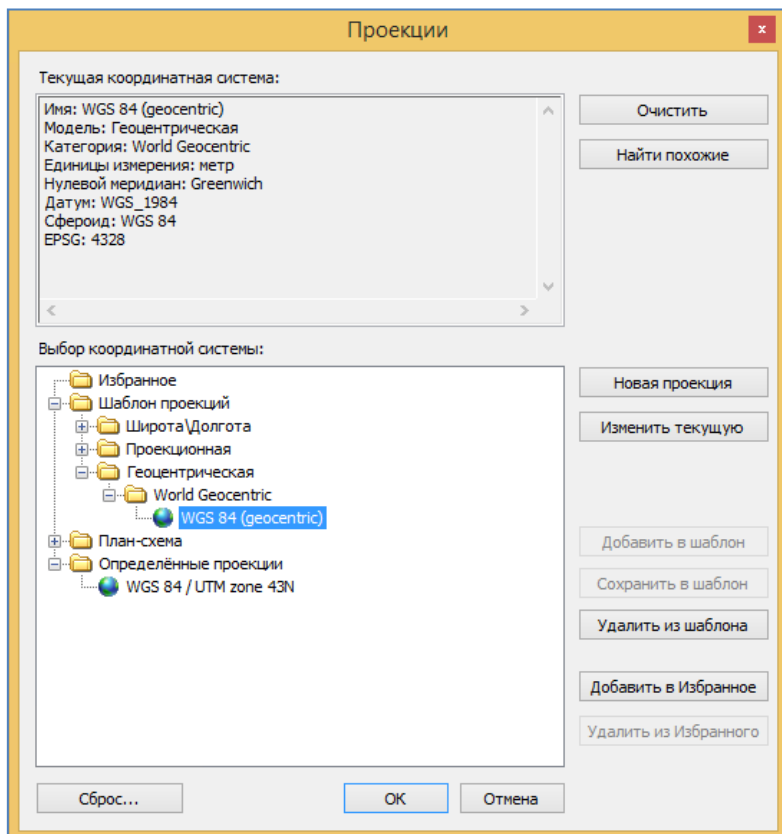 Проекции
x
Текущая координатная система:
Имя: WGS 84 (geocentric)
Модель: Геоцентрическая
Категория: World Geocentric
Единицы измерения: метр
Нулевой меридиан: Greenwich
Датум: WGS_1984
Сфероид: WGS 84
EPSG: 4328
Очистить
Найти похожие
Выбор координатной системы:
Избранное
Шаблон проекций
Широта\Долгота
Проекционная
Геоцентрическая
World Geocentric
WGS 84 (geocentric)
План-схема
Определённые проекции
WGS 84 / UTM zone 43N
Новая проекция
Изменить текущую
Добавить в шаблон
Сохранить в шаблон
Удалить из шаблона
Добавить в Избранное
Удалить из Избранного
Сброс...
ОК
Отмена